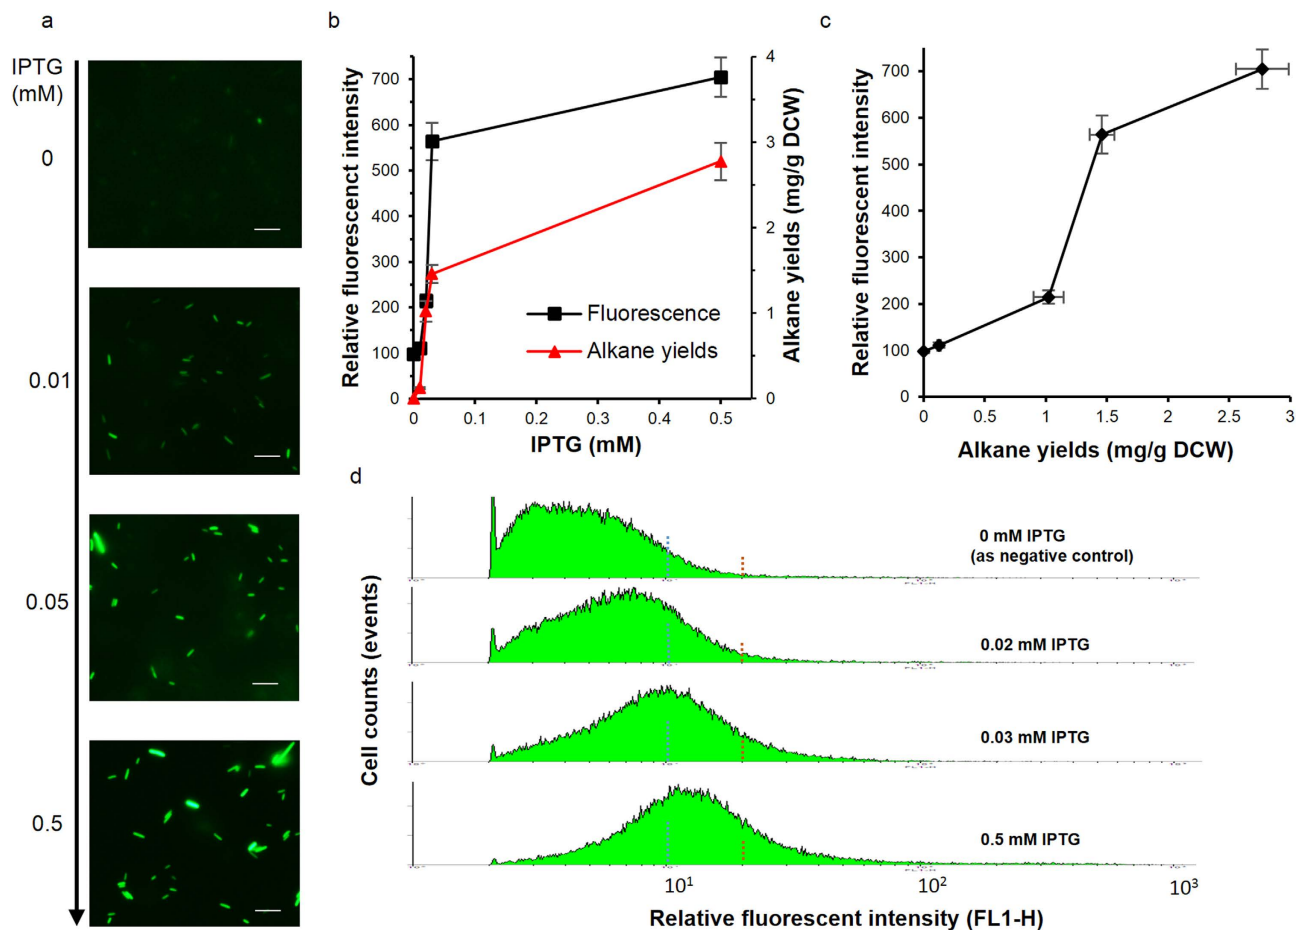 a
IPTG
(mM)
0
0.01
0.05
0.5
b
Relative fluorescenct intensity
700
600
500
400
300
200
100
0
4
3
2
1
0
Alkane yields (mg/g DCW)
Fluorescence
Alkane yields
0 0.1 0.2 0.3 0.4 0.5
IPTG (mM)
c
Relative fluorescent intensity
700
600
500
400
300
200
100
0
0 0.5 1 1.5 2 2.5 3
Alkane yields (mg/g DCW)
d
Cell counts (events)
0 mM IPTG
(as negative control)
0.02 mM IPTG
0.03 mM IPTG
0.5 mM IPTG
10¹ 10² 10³
Relative fluorescent intensity (FL1-H)